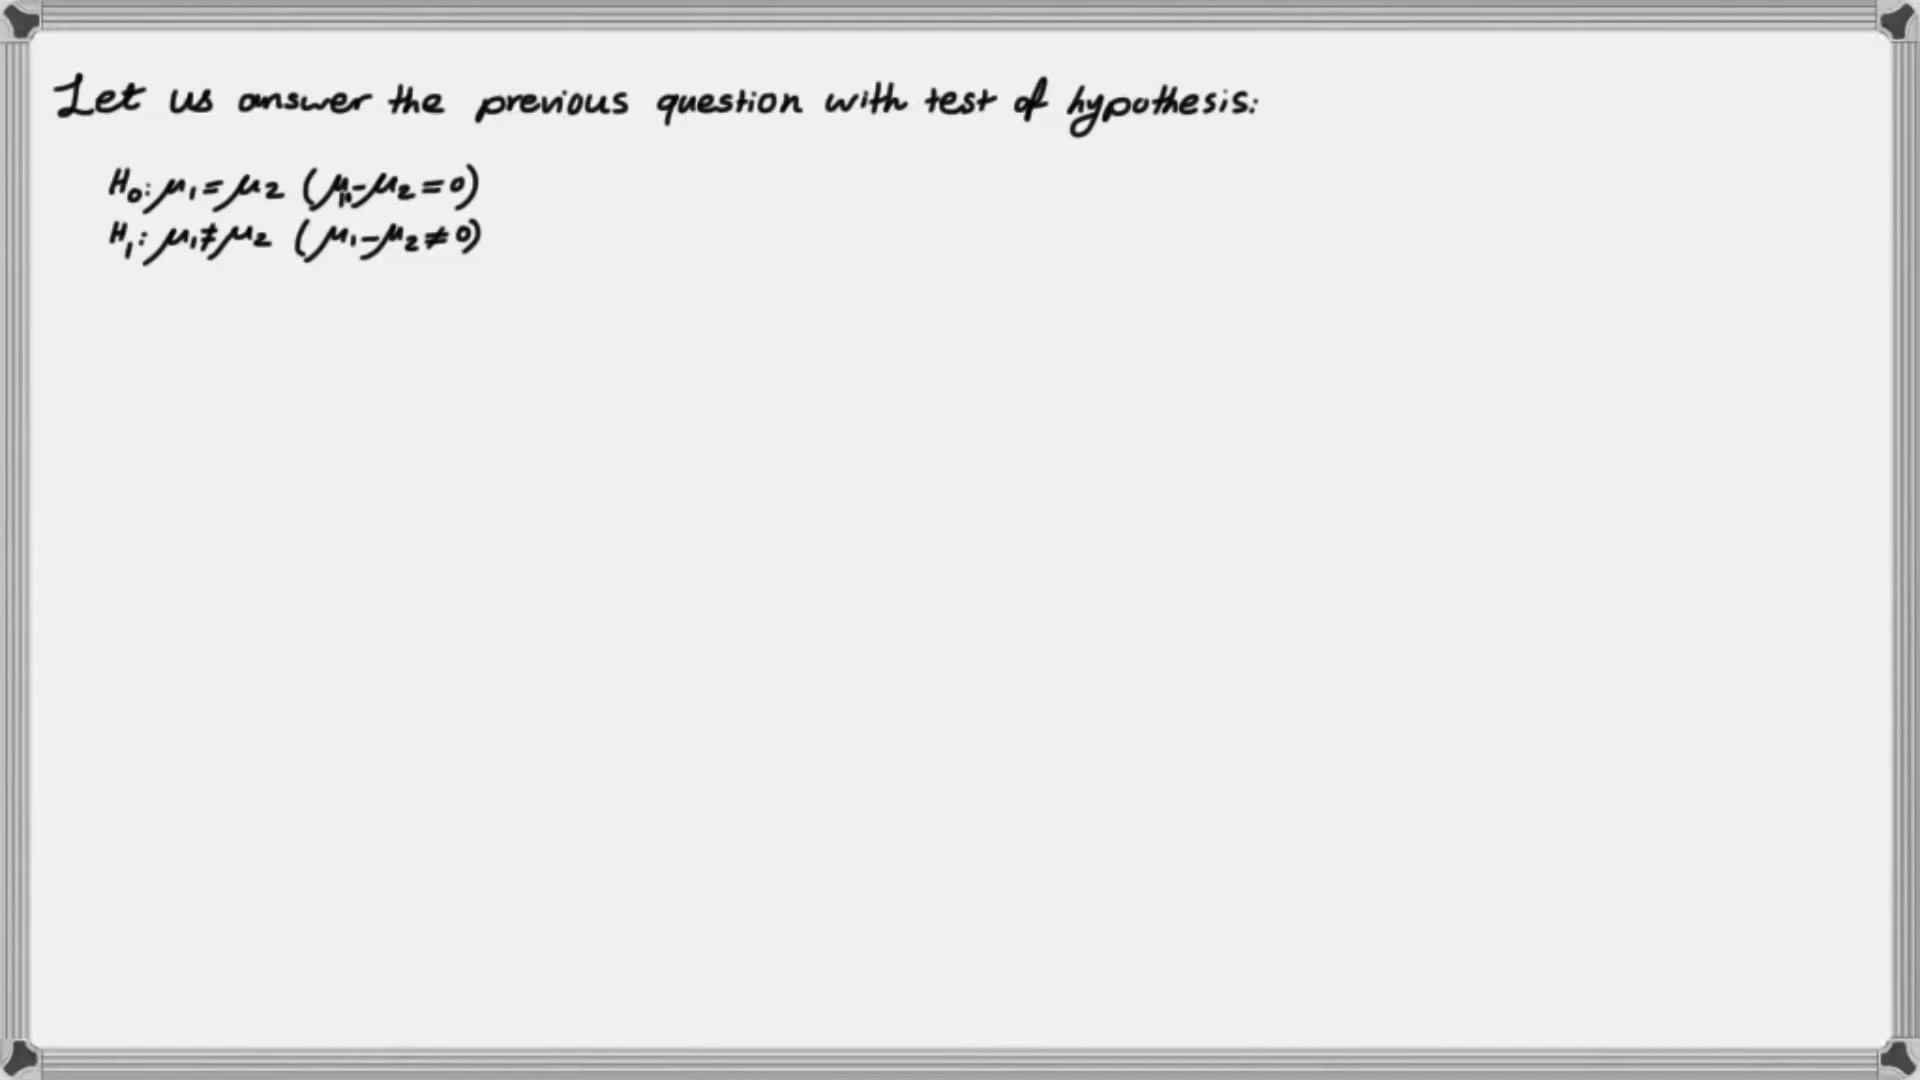 Let us answer the previous question with test of hypothesis:
H₀: μ₁ = μ₂ (μ₁ - μ₂ = 0)
H₁: μ₁ ≠ μ₂ (μ₁ - μ₂ ≠ 0)